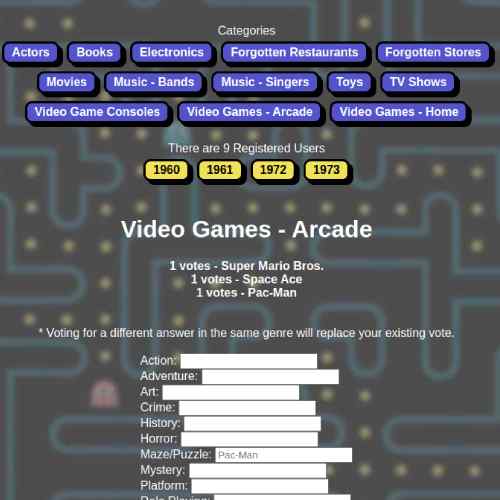 Categories
Actors Books Electronics Forgotten Restaurants Forgotten Stores
Movies Music - Bands Music - Singers Toys TV Shows
Video Game Consoles Video Games - Arcade Video Games - Home
There are 9 Registered Users
1960 1961 1972 1973
Video Games - Arcade
1 votes - Super Mario Bros.
1 votes - Space Ace
1 votes - Pac-Man
* Voting for a different answer in the same genre will replace your existing vote.
Action:
Adventure:
Art:
Crime:
History:
Horror:
Maze/Puzzle: Pac-Man
Mystery:
Platform:
Role Playing: